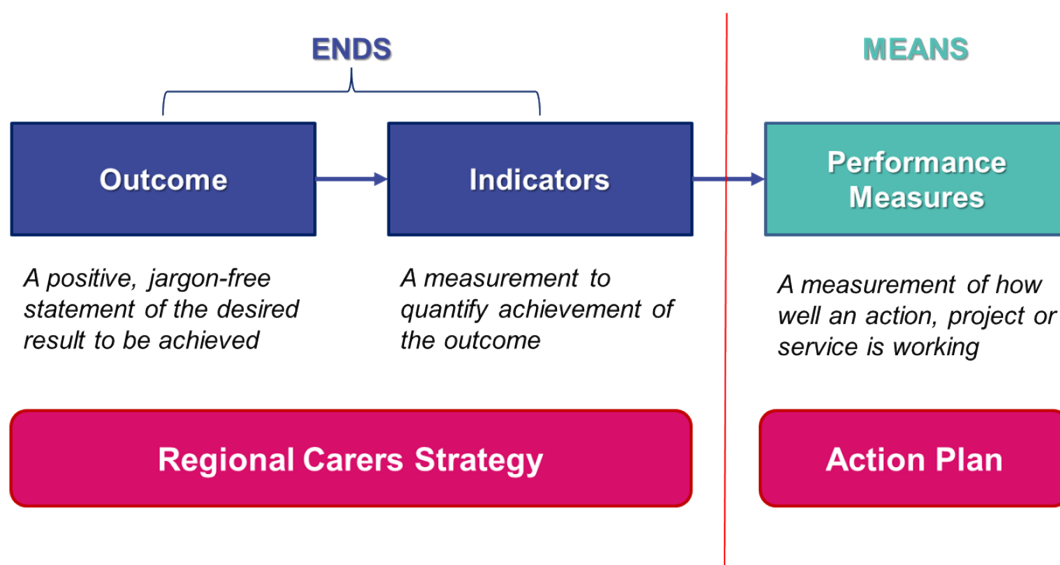 ENDS
MEANS
Outcome
Indicators
Performance
Measures
A positive, jargon-free
statement of the desired
result to be achieved
A measurement to
quantify achievement of
the outcome
A measurement of how
well an action, project or
service is working
Regional Carers Strategy
Action Plan